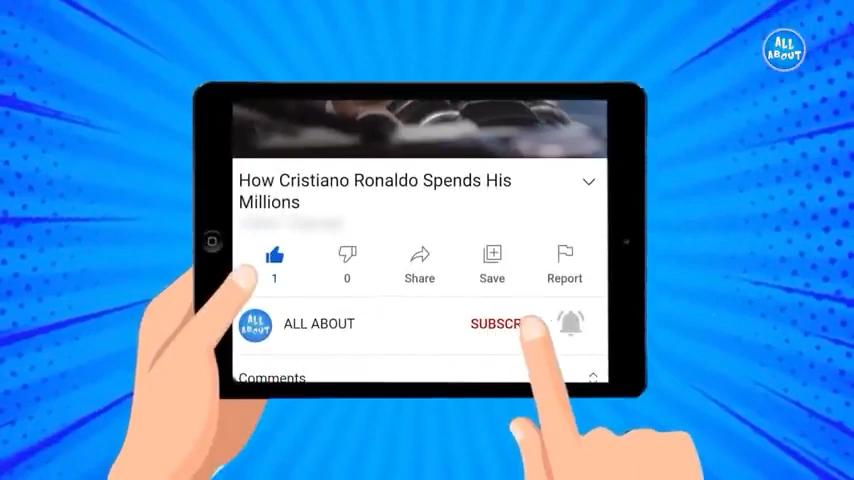 ALL
ABOUT
How Cristiano Ronaldo Spends His
Millions
1
0
Share
Save
Report
ALL
ABOUT
ALL ABOUT
SUBSCR
Comments